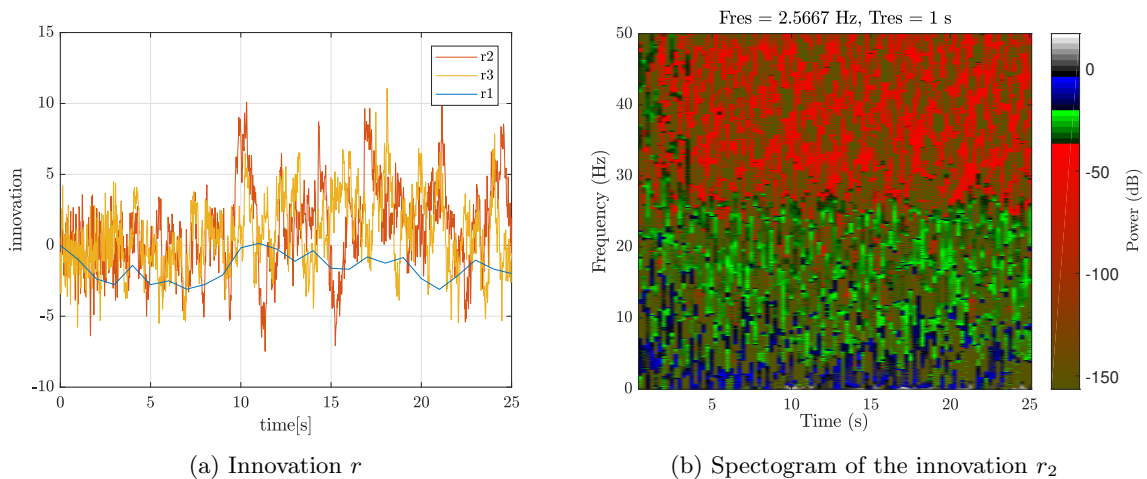 15
10
5
0
-5
-10
innovation
r2
r3
r1
0
5
10
15
20
25
time[s]
(a) Innovation r
Fres = 2.5667 Hz, Tres = 1 s
50
40
30
20
10
0
Frequency (Hz)
5
10
15
20
25
Time (s)
0
-50
-100
-150
Power (dB)
(b) Spectogram of the innovation r₂